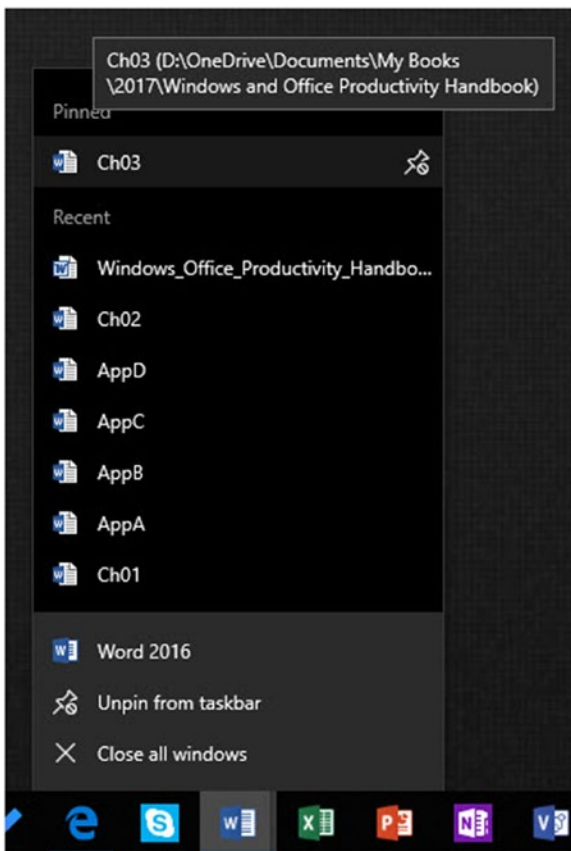 Ch03 (D:\OneDrive\Documents\My Books
\2017\Windows and Office Productivity Handbook)
Pinned
Ch03
Recent
Windows_Office_Productivity_Handbo...
Ch02
AppD
AppC
AppB
AppA
Ch01
Word 2016
Unpin from taskbar
Close all windows